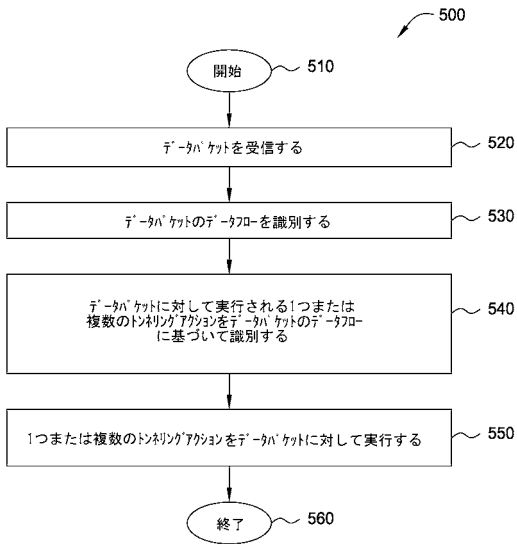 500
開始
510
データパケットを受信する
520
データパケットのデータフローを識別する
530
データパケットに対して実行される1つまたは
複数のトンネリングアクションをデータパケットのデータフロー
に基づいて識別する
540
1つまたは複数のトンネリングアクションをデータパケットに対して実行する
550
終了
560